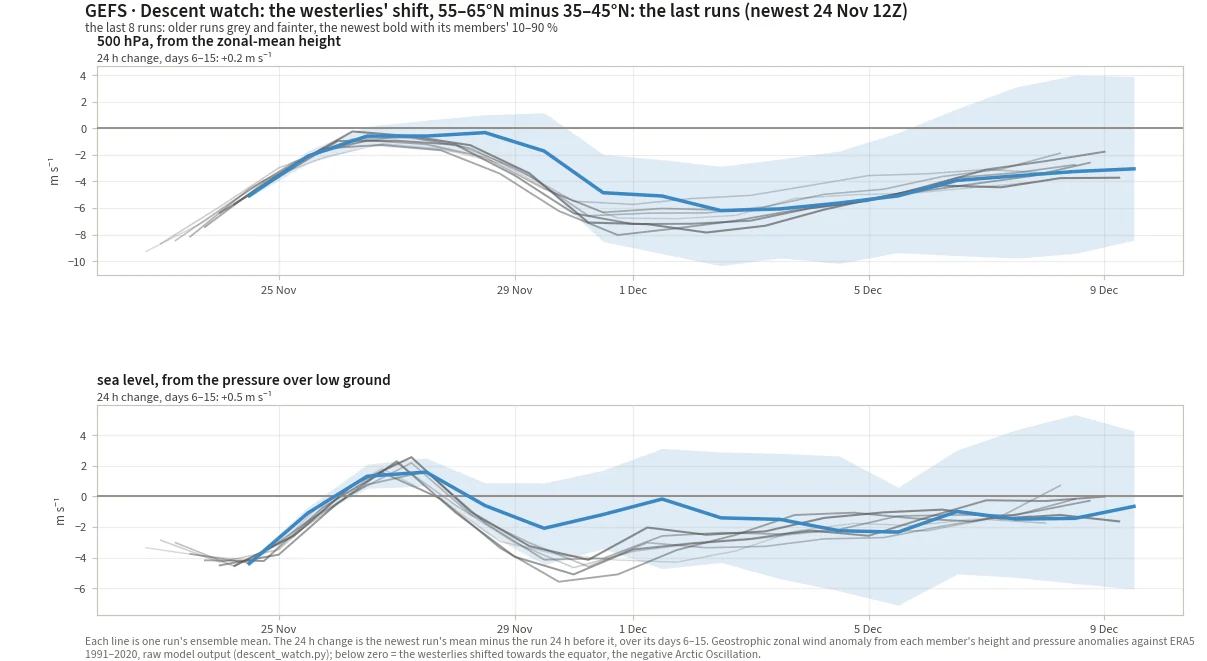 GEFS · Descent watch: the westerlies' shift, 55–65°N minus 35–45°N: the last runs (newest 24 Nov 12Z)
the last 8 runs: older runs grey and fainter, the newest bold with its members' 10–90 %
500 hPa, from the zonal-mean height
24 h change, days 6–15: +0.2 m s⁻¹
4
2
0
−2
−4
−6
−8
−10
m s⁻¹
25 Nov
29 Nov
1 Dec
5 Dec
9 Dec
sea level, from the pressure over low ground
24 h change, days 6–15: +0.5 m s⁻¹
4
2
0
−2
−4
−6
m s⁻¹
25 Nov
29 Nov
1 Dec
5 Dec
9 Dec
Each line is one run's ensemble mean. The 24 h change is the newest run's mean minus the run 24 h before it, over its days 6–15. Geostrophic zonal wind anomaly from each member's height and pressure anomalies against ERA5
1991–2020, raw model output (descent_watch.py); below zero = the westerlies shifted towards the equator, the negative Arctic Oscillation.